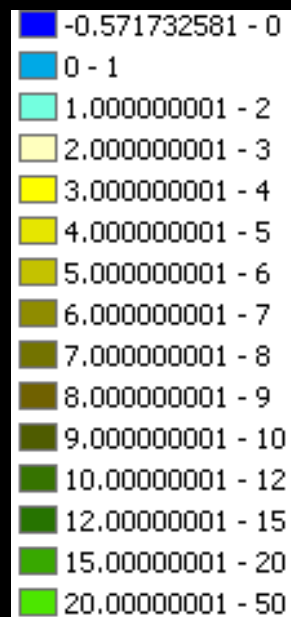 -0.571732581 - 0
0 - 1
1.000000001 - 2
2.000000001 - 3
3.000000001 - 4
4.000000001 - 5
5.000000001 - 6
6.000000001 - 7
7.000000001 - 8
8.000000001 - 9
9.000000001 - 10
10.00000001 - 12
12.00000001 - 15
15.00000001 - 20
20.00000001 - 50